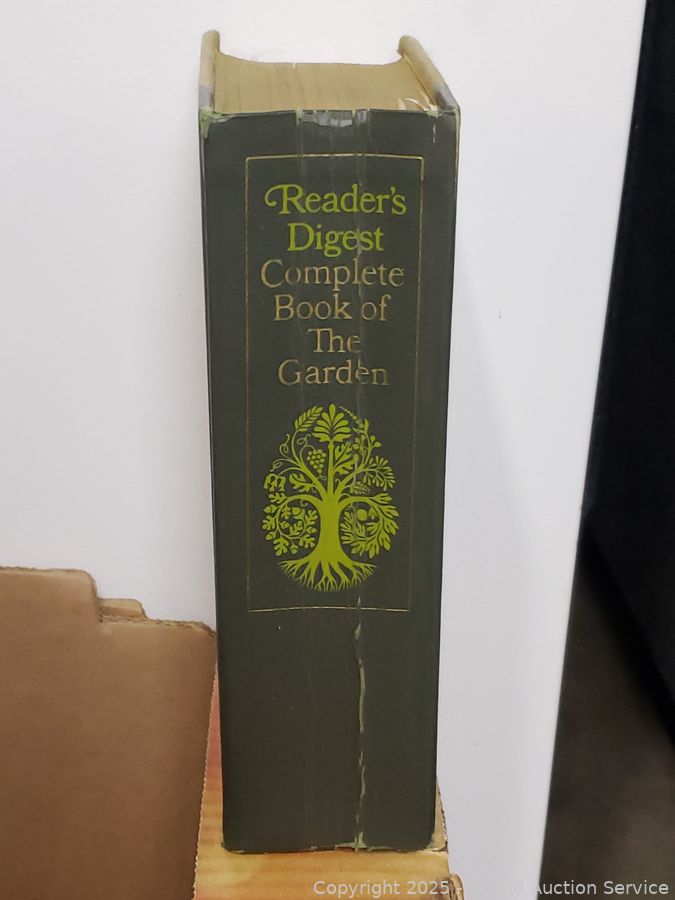 Reader's
Digest
Complete
Book of
The
Garden
Copyright 2025 - Auction Service